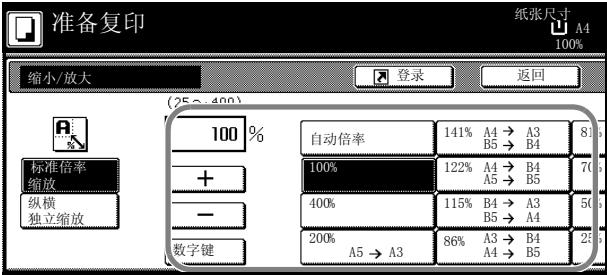 准备复印
纸张尺寸
A4
100%
缩小/放大
登录
返回
100 %
自动倍率
141% A4 → A3
B5 → B4
标准倍率
缩放
+
100%
122% A4 → B4
A5 → B5
纵横
独立缩放
−
400%
115% B4 → A3
B5 → A4
数字键
200%
A5 → A3
86% A3 → B4
A4 → B5